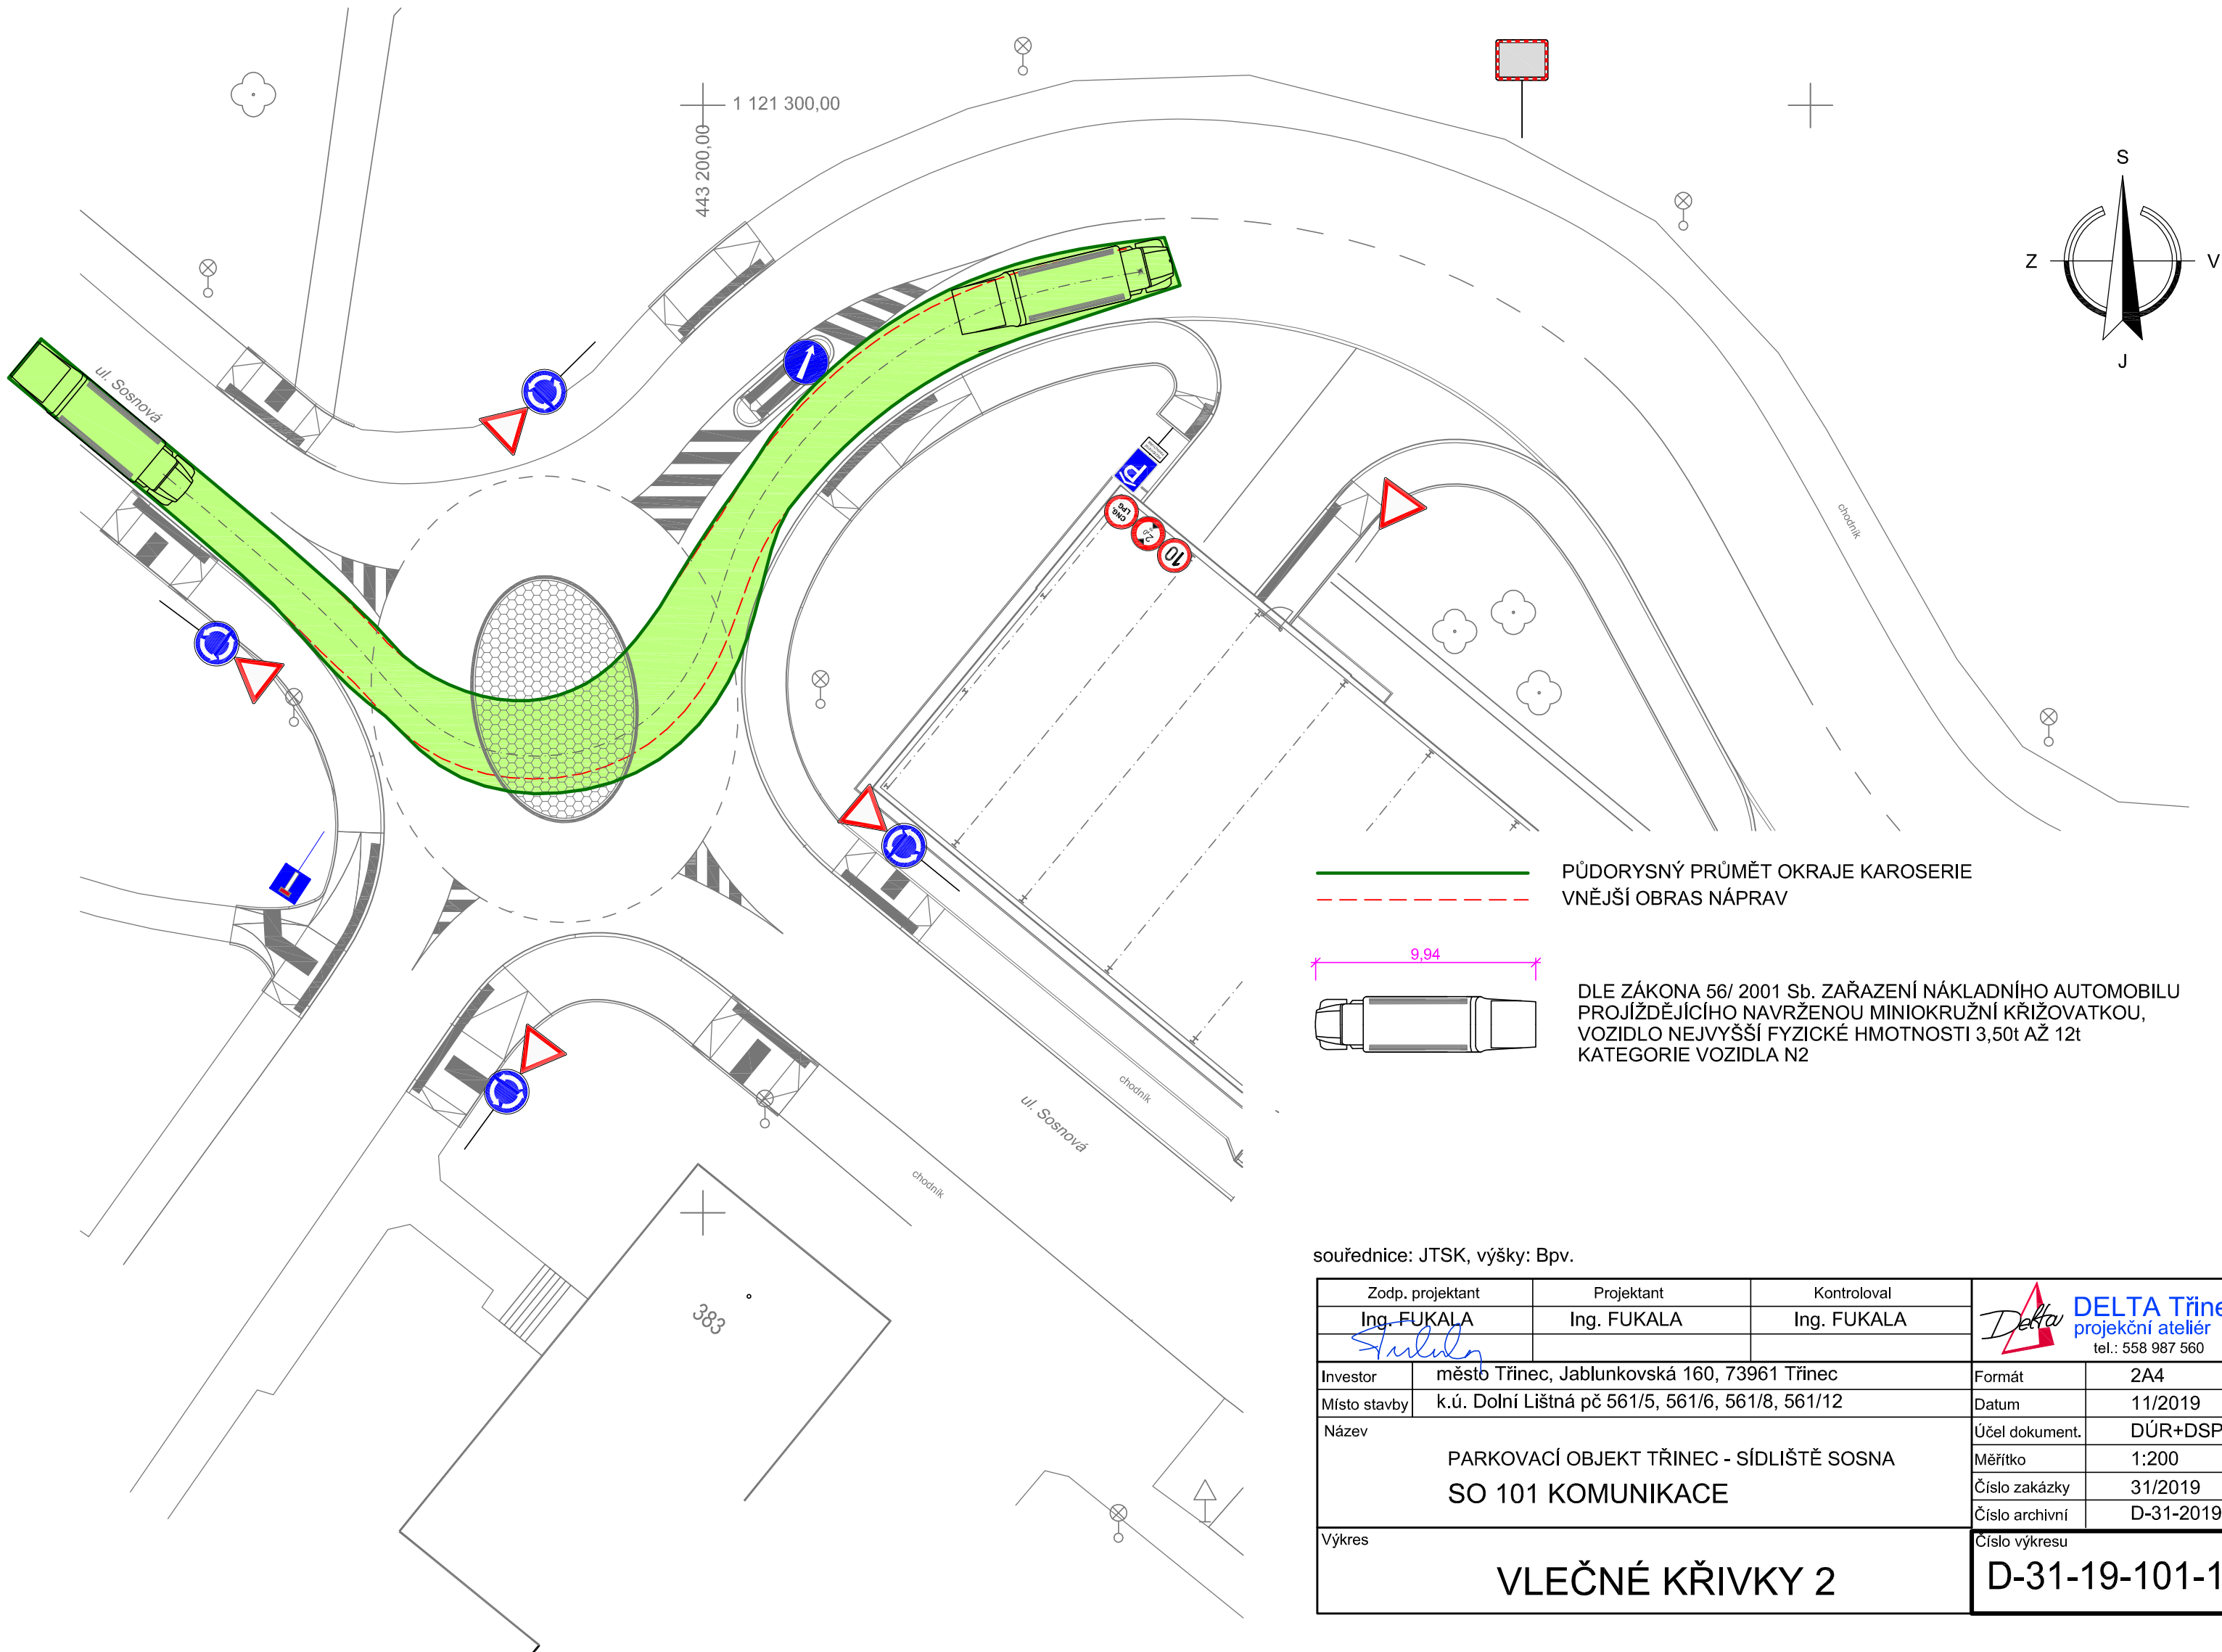 1 121 300,00
443 200,00
S
Z
V
J
ul. Sosnová
CNG, LPG
10
P
chodník
PŮDORYSNÝ PRŮMĚT OKRAJE KAROSERIE
VNĚJŠÍ OBRAS NÁPRAV
9,94
DLE ZÁKONA 56/ 2001 Sb. ZAŘAZENÍ NÁKLADNÍHO AUTOMOBILU
PROJÍŽDĚJÍCÍHO NAVRŽENOU MINIOKRUŽNÍ KŘIŽOVATKOU,
VOZIDLO NEJVYŠŠÍ FYZICKÉ HMOTNOSTI 3,50t AŽ 12t
KATEGORIE VOZIDLA N2
chodník
ul. Sosnová
chodník
383
souřednice: JTSK, výšky: Bpv.
Zodp. projektant
Projektant
Kontroloval
Ing. FUKALA
Ing. FUKALA
Ing. FUKALA
Delta
DELTA Třine
projekční ateliér
tel.: 558 987 560
Investor
město Třinec, Jablunkovská 160, 73961 Třinec
Místo stavby
k.ú. Dolní Lištná pč 561/5, 561/6, 561/8, 561/12
Název
PARKOVACÍ OBJEKT TŘINEC - SÍDLIŠTĚ SOSNA
SO 101 KOMUNIKACE
Formát
2A4
Datum
11/2019
Účel dokument.
DÚR+DSP
Měřítko
1:200
Číslo zakázky
31/2019
Číslo archivní
D-31-2019
Výkres
VLEČNÉ KŘIVKY 2
Číslo výkresu
D-31-19-101-1